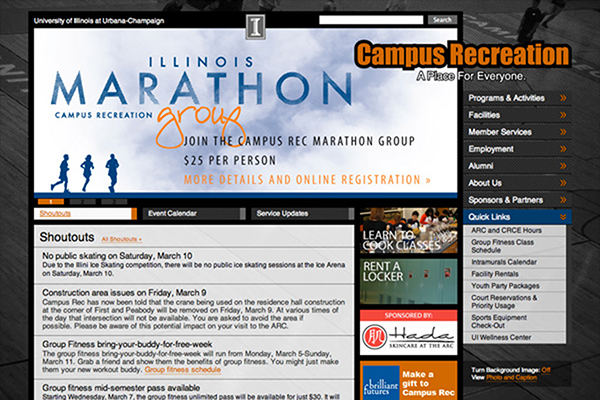 University of Illinois at Urbana-Champaign
I
Search
Campus Recreation
A Place For Everyone.
ILLINOIS
MARATHON
CAMPUS RECREATION group
JOIN THE CAMPUS REC MARATHON GROUP
$25 PER PERSON
MORE DETAILS AND ONLINE REGISTRATION »
1
Programs & Activities »
Facilities »
Member Services »
Employment »
Alumni »
About Us »
Sponsors & Partners »
Quick Links
ARC and CRCE Hours
Group Fitness Class
Schedule
Intramurals Calendar
Facility Rentals
Youth Party Packages
Court Reservations &
Priority Usage
Sports Equipment
Check-Out
UI Wellness Center
Turn Background Image: Off
View Photo and Caption
Shoutouts
Event Calendar
Service Updates
Shoutouts All Shoutouts »
No public skating on Saturday, March 10
Due to the Illini Ice Skating competition, there will be no public ice skating sessions at the Ice Arena
on Saturday, March 10.
Construction area issues on Friday, March 9
Campus Rec has now been told that the crane being used on the residence hall construction
at the corner of First and Peabody will be removed on Friday, March 9. At various times of
the day that intersection will not be available. You are asked to avoid the area if
possible. Please be aware of this potential impact on your visit to the ARC.
Group Fitness bring-your-buddy-for-free-week
The group fitness bring-your-buddy-for-free-week will run from Monday, March 5-Sunday,
March 11. Grab a friend and show them the benefits of group fitness. You might just make
them your new workout buddy. Group fitness schedule
Group fitness mid-semester pass available
Starting Wednesday, March 7, the group fitness unlimited pass will be available for just $30. It will
LEARN TO
COOK CLASSES
RENT A
LOCKER
SPONSORED BY:
Hada
SKINCARE AT THE ARC
brilliant
futures
Make a
gift to
Campus Rec